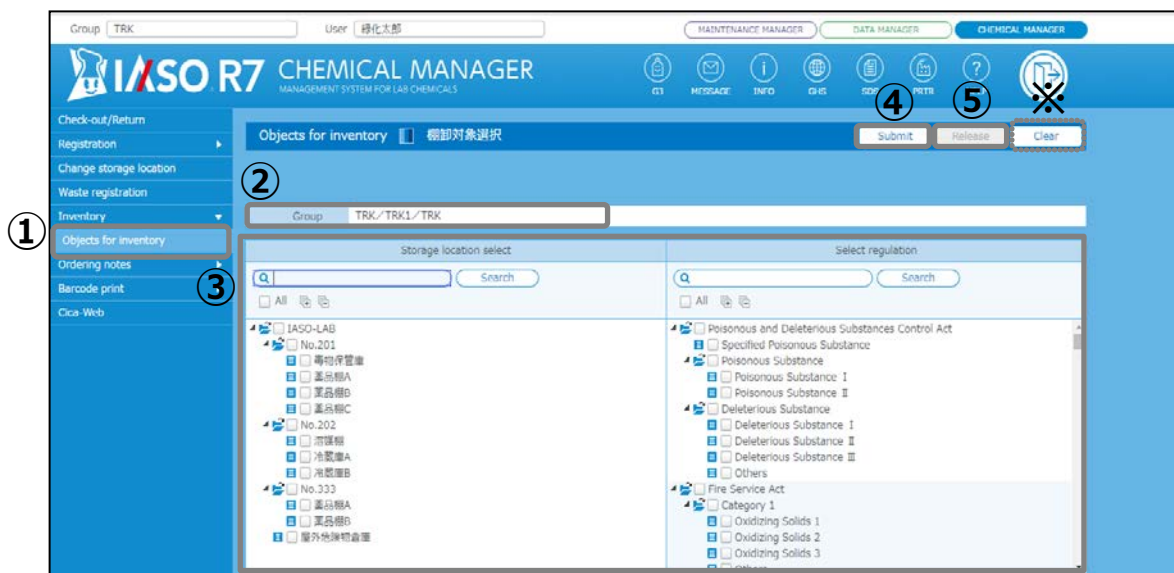 Group TRK User 緑化太郎 MAINTENANCE MANAGER DATA MANAGER CHEMICAL MANAGER
IASO R7 CHEMICAL MANAGER
MANAGEMENT SYSTEM FOR LAB CHEMICALS
G3 MESSAGE INFO GHS SDS PRTR ?
④ ⑤ ※
Check-out/Return
Objects for inventory 棚卸対象選択 Submit Release Clear
Registration
Change storage location
Waste registration
②
Inventory
Group TRK/TRK1/TRK
① Objects for inventory
Storage location select Select regulation
Ordering notes
③ Search Search
Barcode print
All All
Cica-Web
IASO-LAB
No.201
毒物保管庫
薬品棚A
薬品棚B
薬品棚C
No.202
溶媒棚
冷蔵庫A
冷蔵庫B
No.333
薬品棚A
薬品棚B
屋外危険物倉庫
Poisonous and Deleterious Substances Control Act
Specified Poisonous Substance
Poisonous Substance
Poisonous Substance Ⅰ
Poisonous Substance Ⅱ
Deleterious Substance
Deleterious Substance Ⅰ
Deleterious Substance Ⅱ
Deleterious Substance Ⅲ
Others
Fire Service Act
Category 1
Oxidizing Solids 1
Oxidizing Solids 2
Oxidizing Solids 3
Others